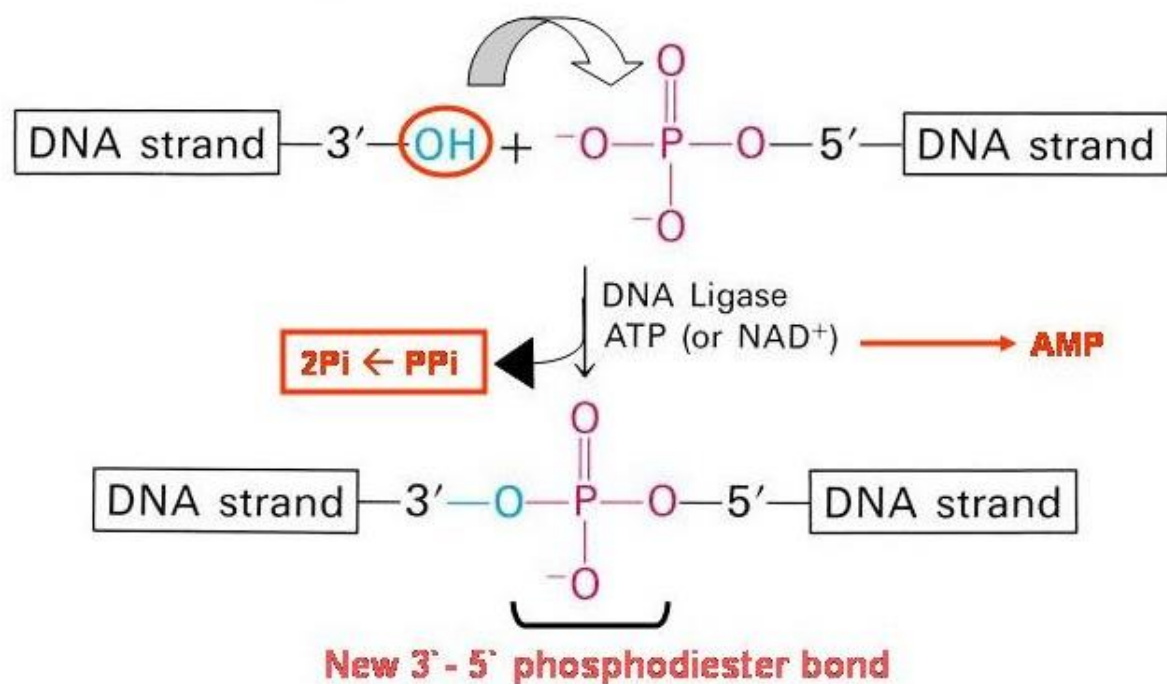 O
DNA strand 3′ OH + ⁻O P O 5′ DNA strand
⁻O
DNA Ligase
ATP (or NAD⁺) AMP
2Pi ← PPi
O
DNA strand 3′ O P O 5′ DNA strand
⁻O
New 3` - 5` phosphodiester bond